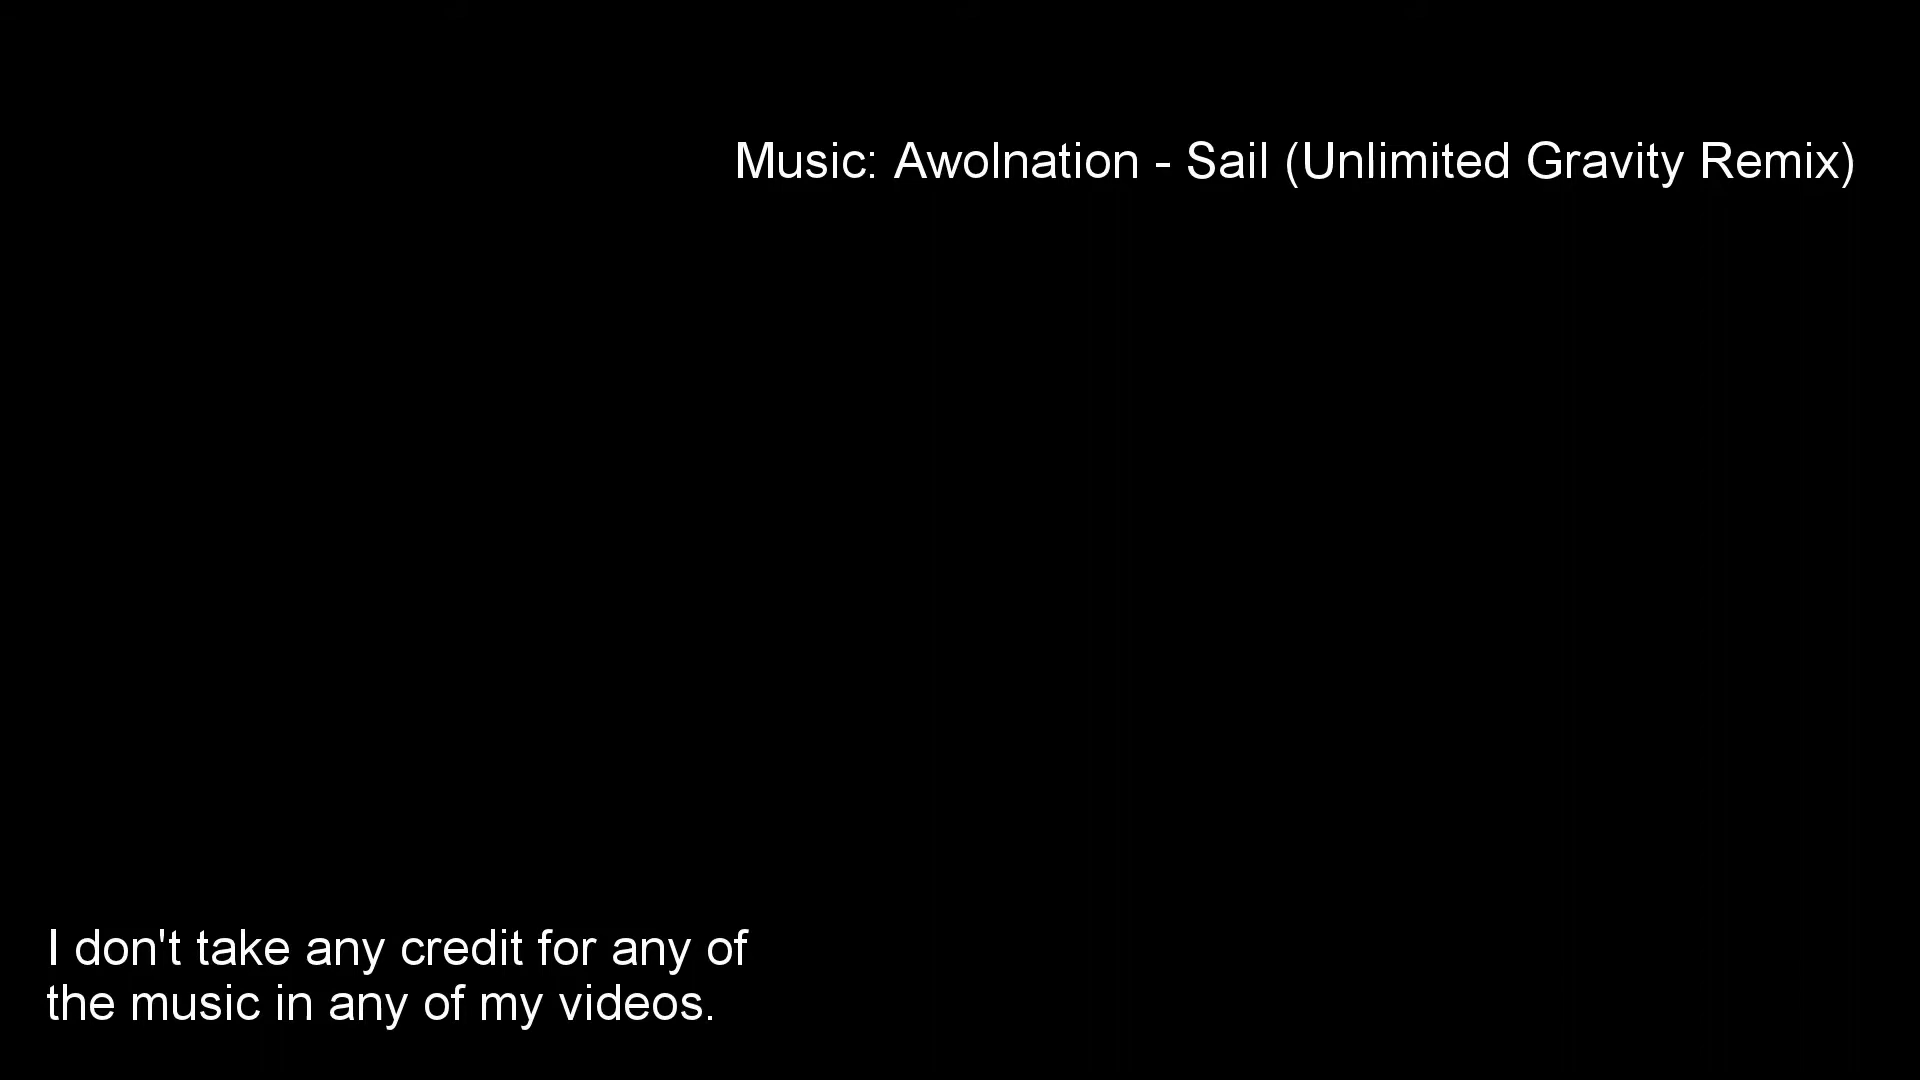 Music: Awolnation - Sail (Unlimited Gravity Remix)
I don't take any credit for any of
the music in any of my videos.